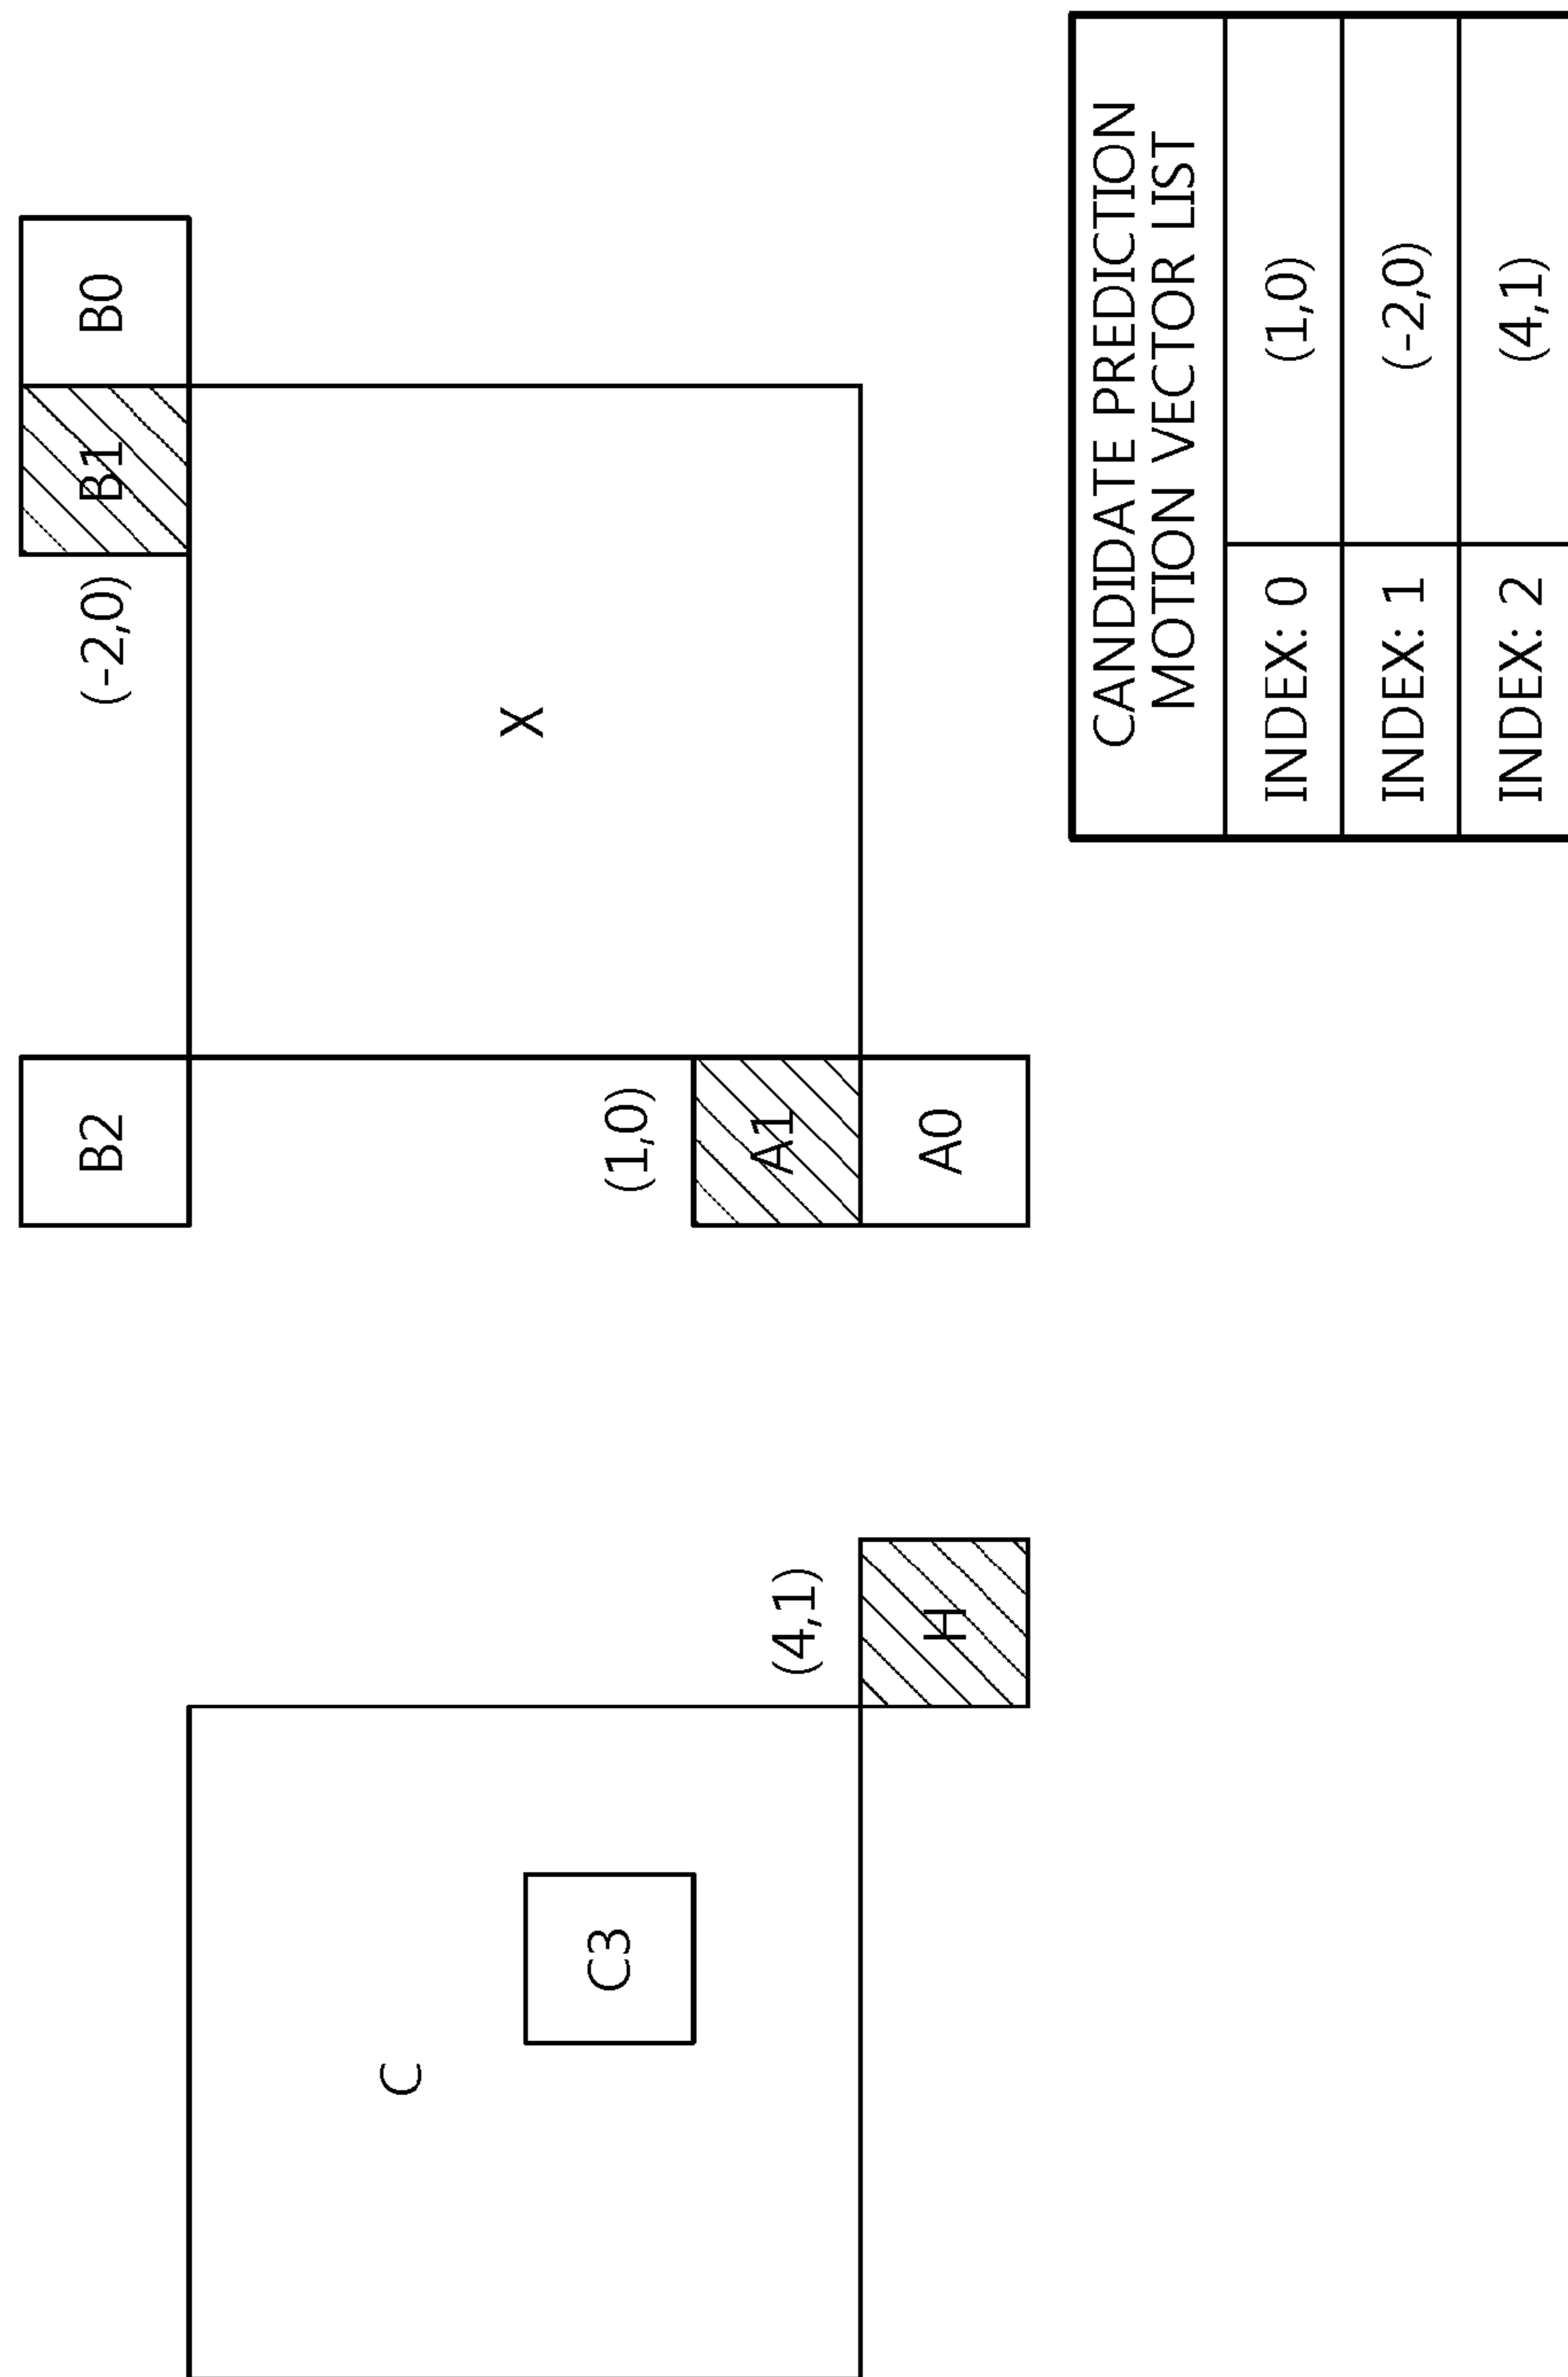 B2
(-2,0)
B1
B0
C
X
C3
(1,0)
(4,1)
A1
H
A0
CANDIDATE PREDICTION
MOTION VECTOR LIST
INDEX: 0
(1,0)
INDEX: 1
(-2,0)
INDEX: 2
(4,1)